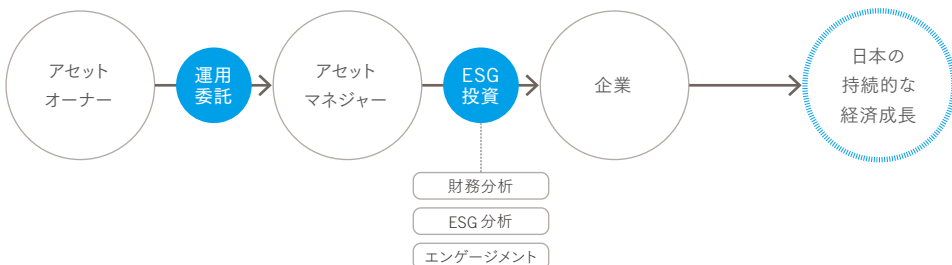 アセット
オーナー
運用
委託
アセット
マネジャー
ESG
投資
企業
日本の
持続的な
経済成長
財務分析
ESG分析
エンゲージメント